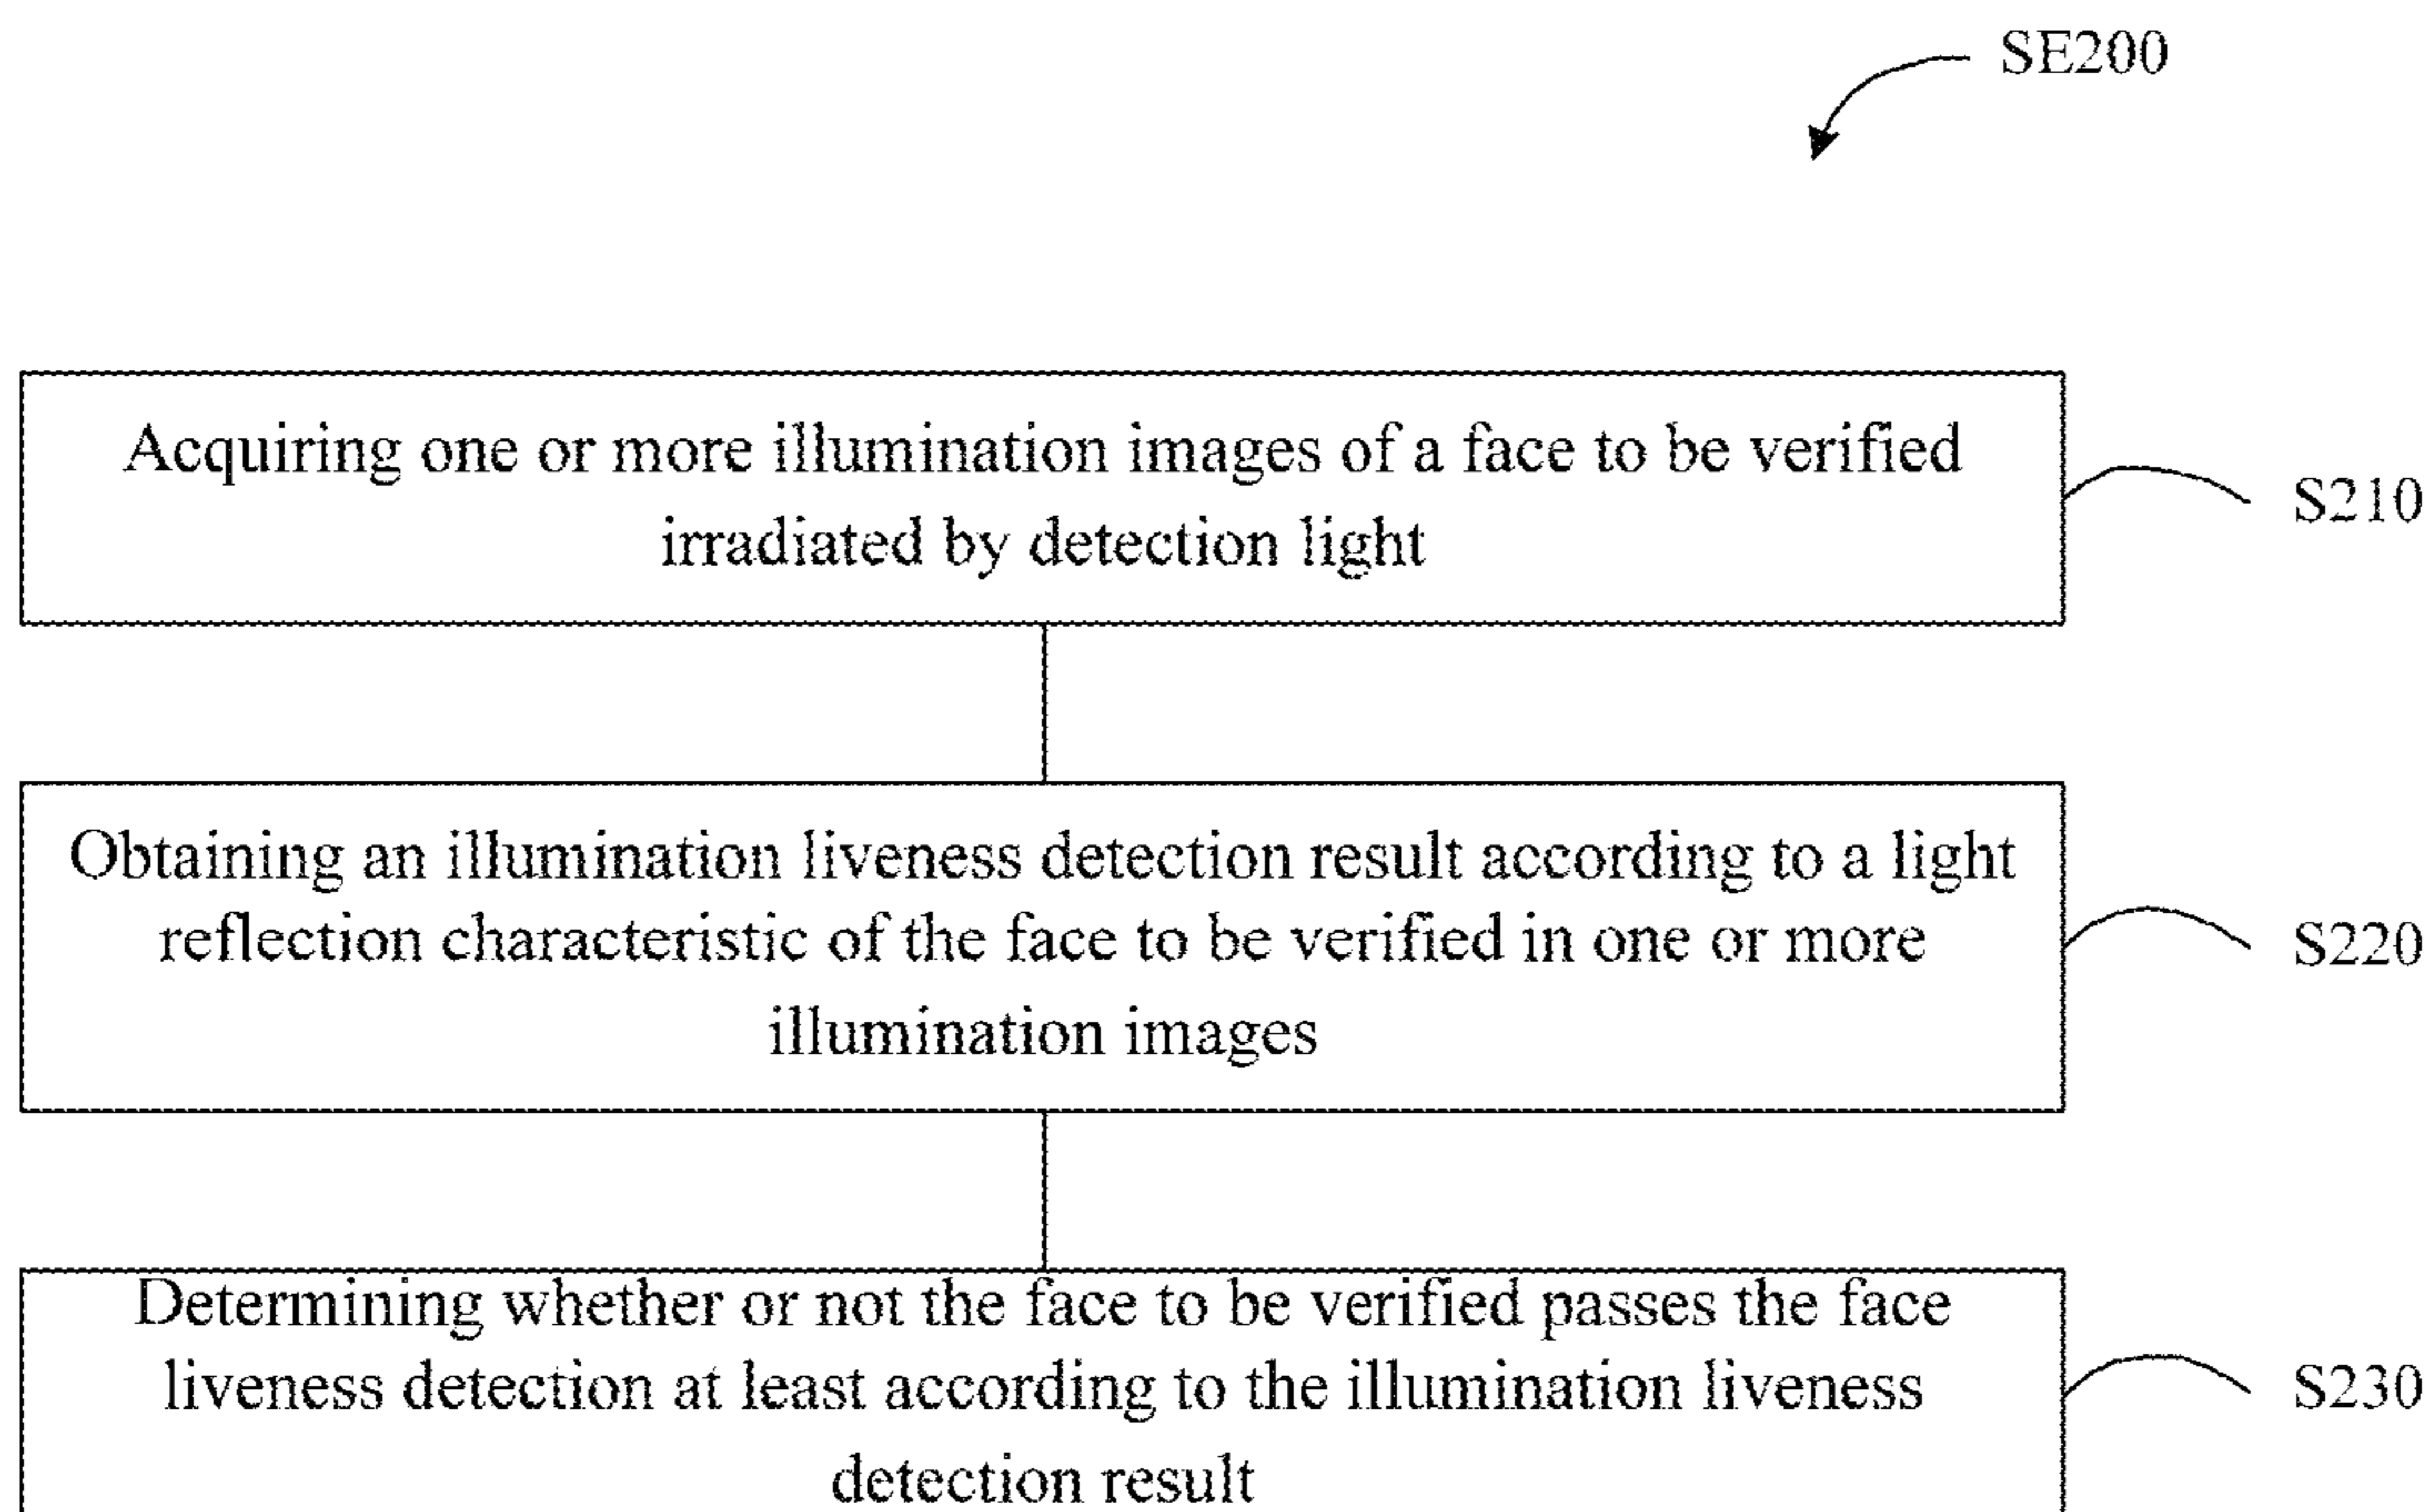 SE200
Acquiring one or more illumination images of a face to be verified
irradiated by detection light
S210
Obtaining an illumination liveness detection result according to a light
reflection characteristic of the face to be verified in one or more
illumination images
S220
Determining whether or not the face to be verified passes the face
liveness detection at least according to the illumination liveness
detection result
S230